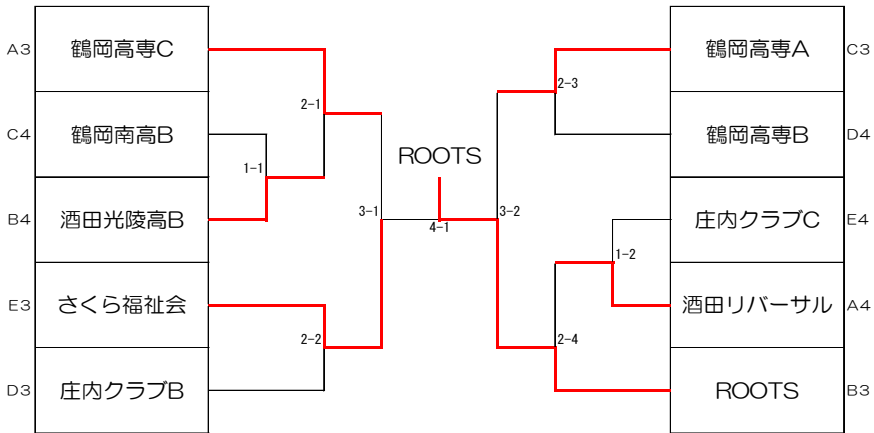 A3 鶴岡高専C
C4 鶴岡南高B
B4 酒田光陵高B
E3 さくら福祉会
D3 庄内クラブB
2-1
1-1
3-1
2-2
ROOTS
4-1
2-3
3-2
1-2
2-4
鶴岡高専A C3
鶴岡高専B D4
庄内クラブC E4
酒田リバーサル A4
ROOTS B3